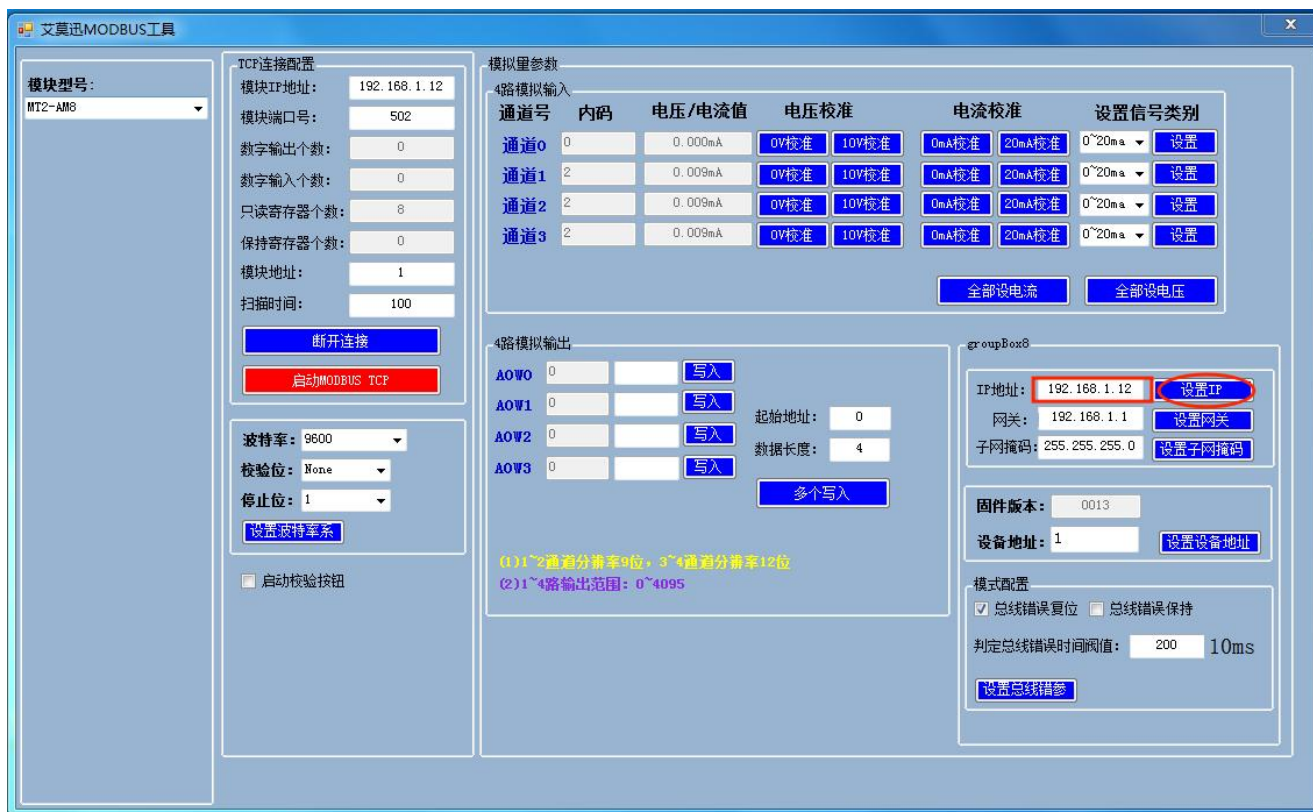 艾莫迅MODBUS工具
x
模块型号：
MT2-AM8
TCP连接配置
模块IP地址： 192.168.1.12
模块端口号： 502
数字输出个数： 0
数字输入个数： 0
只读寄存器个数： 8
保持寄存器个数： 0
模块地址： 1
扫描时间： 100
断开连接
启动MODBUS TCP
波特率： 9600
校验位： None
停止位： 1
设置波特率系
启动校验按钮
模拟量参数
4路模拟输入
通道号 内码 电压/电流值 电压校准 电流校准 设置信号类别
通道0 0 0.000mA 0V校准 10V校准 0mA校准 20mA校准 0~20ma 设置
通道1 2 0.009mA 0V校准 10V校准 0mA校准 20mA校准 0~20ma 设置
通道2 2 0.009mA 0V校准 10V校准 0mA校准 20mA校准 0~20ma 设置
通道3 2 0.009mA 0V校准 10V校准 0mA校准 20mA校准 0~20ma 设置
全部设电流 全部设电压
4路模拟输出
AOW0 0 写入
AOW1 0 写入
AOW2 0 写入
AOW3 0 写入
起始地址： 0
数据长度： 4
多个写入
(1)1~2通道分辨率9位，3~4通道分辨率12位
(2)1~4路输出范围：0~4095
groupBox8
IP地址： 192.168.1.12 设置IP
网关： 192.168.1.1 设置网关
子网掩码： 255.255.255.0 设置子网掩码
固件版本： 0013
设备地址： 1 设置设备地址
模式配置
总线错误复位 总线错误保持
判定总线错误时间阀值： 200 10ms
设置总线错参